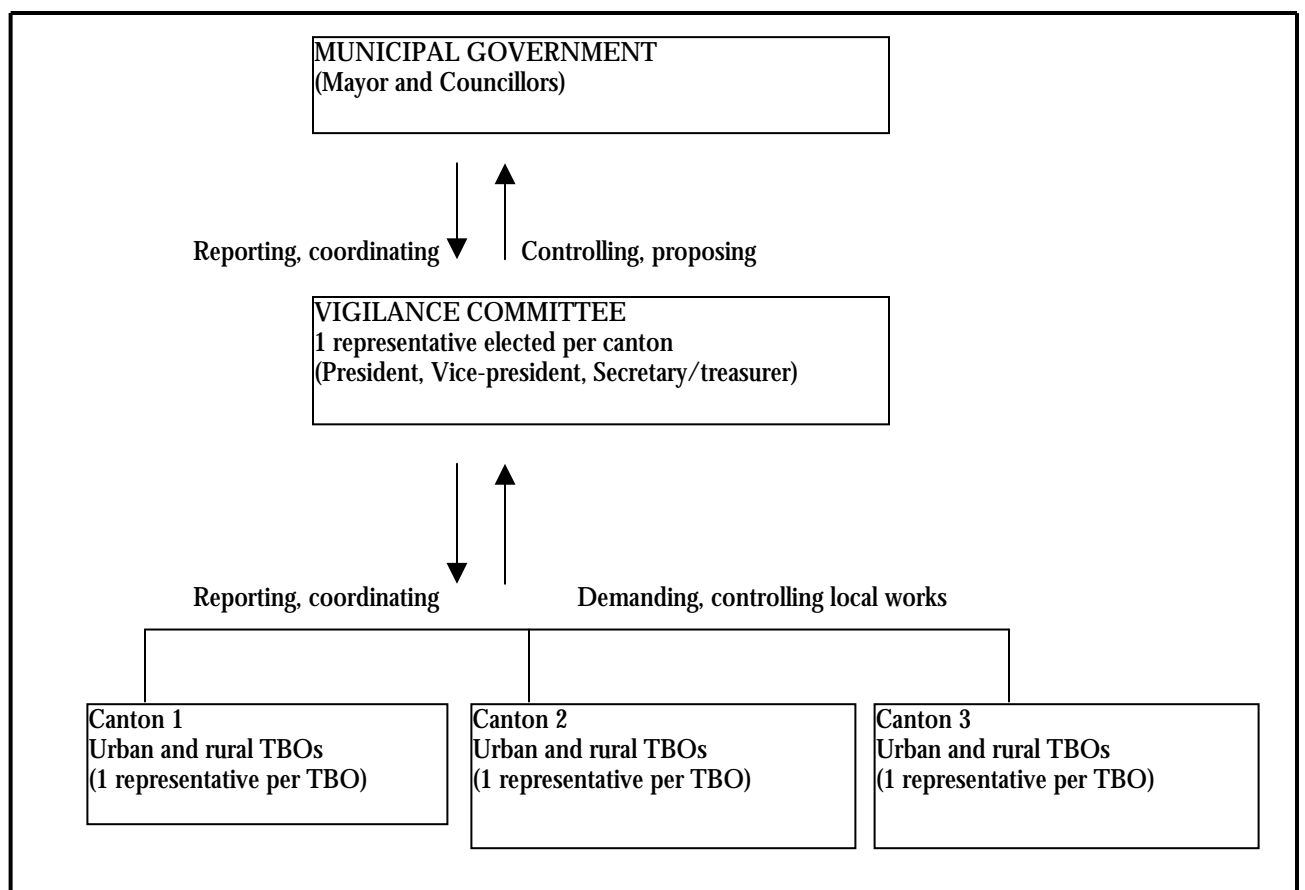 MUNICIPAL GOVERNMENT
(Mayor and Councillors)
Reporting, coordinating
Controlling, proposing
VIGILANCE COMMITTEE
1 representative elected per canton
(President, Vice-president, Secretary/treasurer)
Reporting, coordinating
Demanding, controlling local works
Canton 1
Urban and rural TBOs
(1 representative per TBO)
Canton 2
Urban and rural TBOs
(1 representative per TBO)
Canton 3
Urban and rural TBOs
(1 representative per TBO)